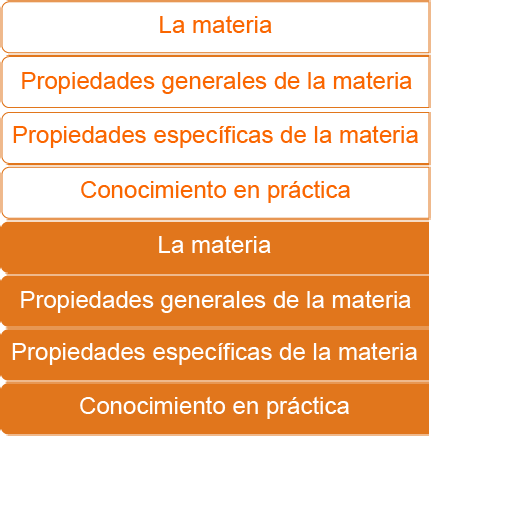 La materia
Propiedades generales de la materia
Propiedades específicas de la materia
Conocimiento en práctica
La materia
Propiedades generales de la materia
Propiedades específicas de la materia
Conocimiento en práctica